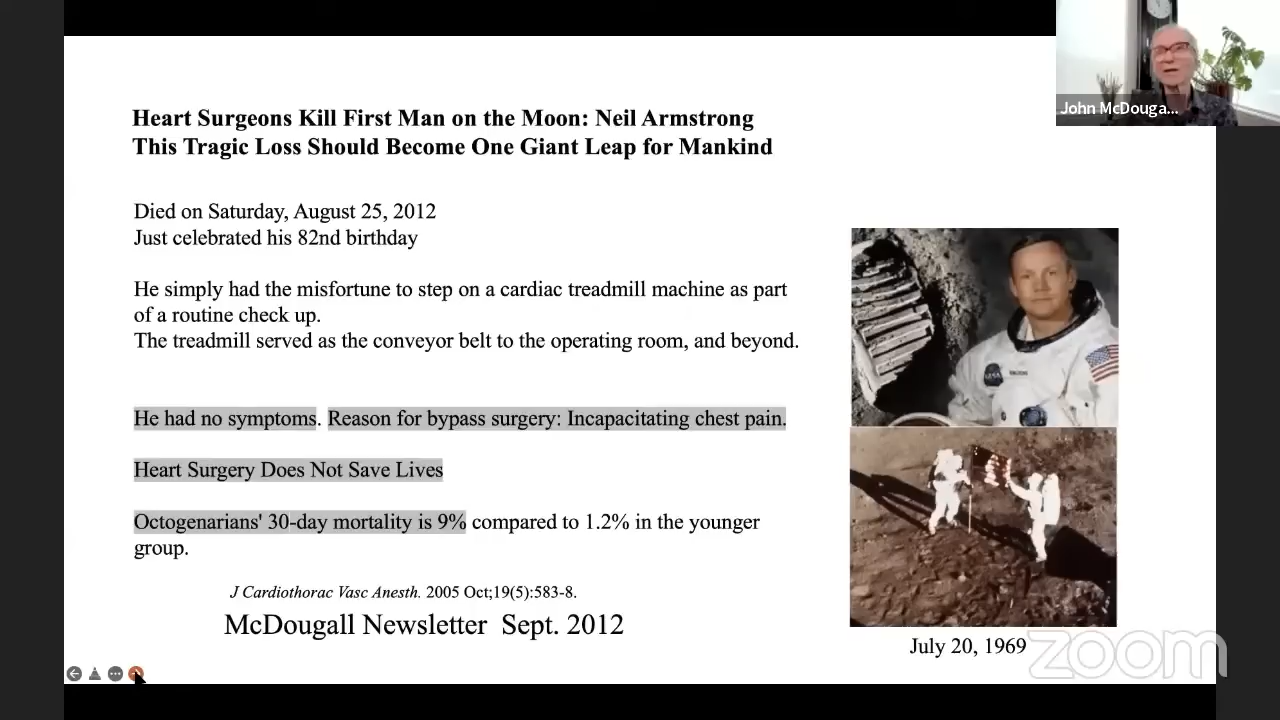 John McDouga...
Heart Surgeons Kill First Man on the Moon: Neil Armstrong
This Tragic Loss Should Become One Giant Leap for Mankind
Died on Saturday, August 25, 2012
Just celebrated his 82nd birthday
He simply had the misfortune to step on a cardiac treadmill machine as part
of a routine check up.
The treadmill served as the conveyor belt to the operating room, and beyond.
He had no symptoms. Reason for bypass surgery: Incapacitating chest pain.
Heart Surgery Does Not Save Lives
Octogenarians' 30-day mortality is 9% compared to 1.2% in the younger
group.
J Cardiothorac Vasc Anesth. 2005 Oct;19(5):583-8.
McDougall Newsletter Sept. 2012
NASA
July 20, 1969
zoom